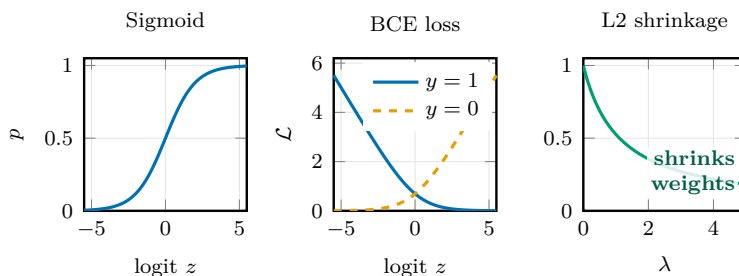 Sigmoid
1
0.5
0
p
−5
0
5
logit z
BCE loss
6
4
2
0
ℒ
y = 1
y = 0
−5
0
5
logit z
L2 shrinkage
1
0.5
0
shrinks
weights
0
2
4
λ